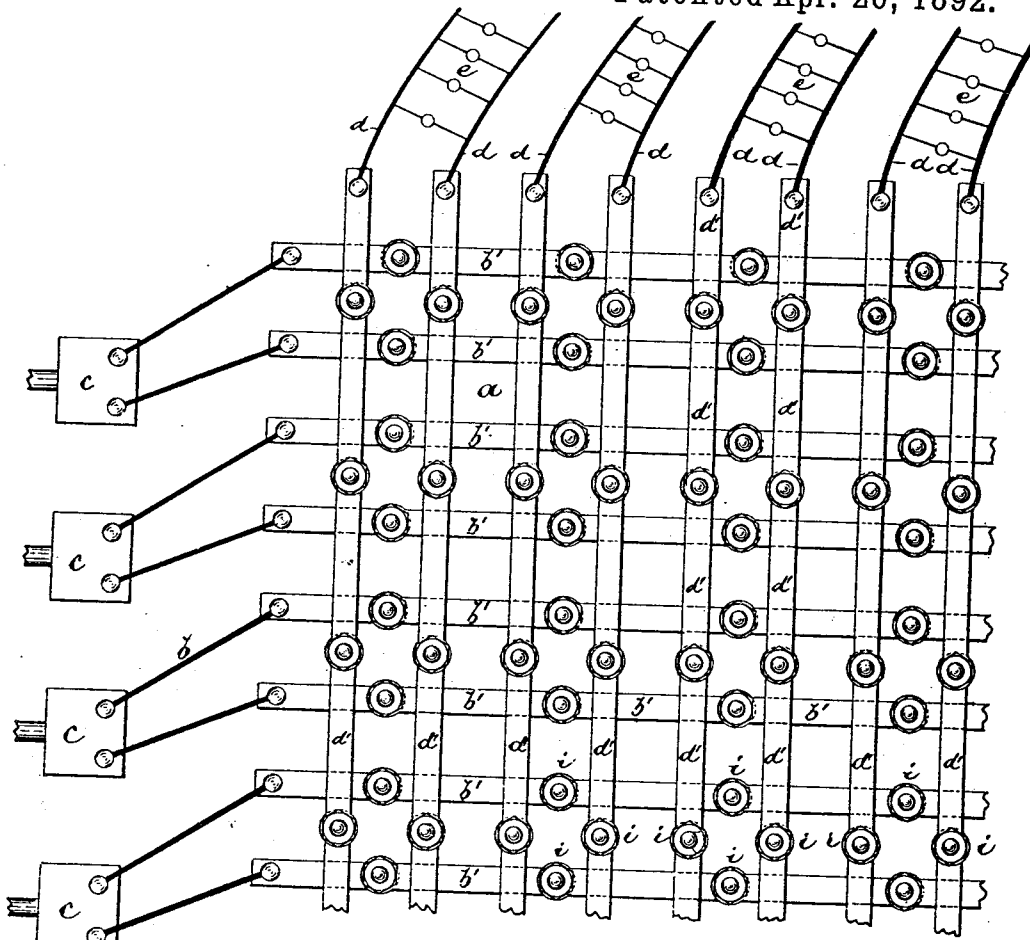 Patented Apr. 26, 1892.
e e e e
d d d d d d d d
d' d'
b'
b'
c
a
d' d'
b'
b'
c
d' d'
b'
b
b' b' b'
c
d' d' d' d' d' d' d' d'
i i i
b'
i i i i i
i i
b'
c